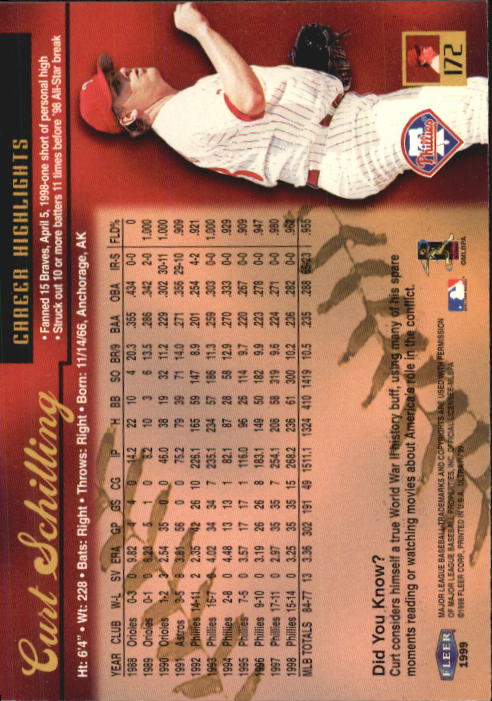 Curt Schilling
CAREER HIGHLIGHTS
• Fanned 15 Braves, April 5, 1998-one short of personal high
• Struck out 10 or more batters 11 times before '98 All-Star break
Ht: 6'4" • Wt: 228 • Bats: Right • Throws: Right • Born: 11/14/66, Anchorage, AK
YEAR CLUB W-L SV ERA GP GS CG IP H BB SO BR/9 BAA OBA IR-S FLD%
1988 Orioles 0-3 0 9.82 4 4 0 14.2 22 10 4 20.3 .355 .434 0-0 0
1989 Orioles 0-1 0 6.23 5 1 0 8.2 10 3 6 13.5 .286 .342 2-0 1.000
1990 Orioles 1-2 3 2.54 35 0 0 46.0 38 19 32 11.2 .229 .302 30-11 1.000
1991 Astros 3-5 8 3.81 56 0 0 75.2 79 39 71 14.0 .271 .356 29-10 .909
1992 Phillies 14-11 2 2.35 42 26 10 226.1 165 59 147 8.9 .201 .254 4-2 .921
1993 Phillies 16-7 0 4.02 34 34 7 235.1 234 57 186 11.3 .259 .303 0-0 1.000
1994 Phillies 2-8 0 4.48 13 13 1 82.1 87 28 58 12.9 .270 .333 0-0 .929
1995 Phillies 7-5 0 3.57 17 17 1 116.0 96 26 114 9.7 .220 .267 0-0 .909
1996 Phillies 9-10 0 3.19 26 26 8 183.1 149 50 182 9.9 .223 .278 0-0 .947
1997 Phillies 17-11 0 2.97 35 35 7 254.1 208 58 319 9.6 .224 .271 0-0 .980
1998 Phillies 15-14 0 3.25 35 35 15 268.2 236 61 300 10.2 .236 .282 0-0 .962
MLB TOTALS 84-77 13 3.36 302 191 49 1511.1 1324 410 1419 10.5 .235 .288 65-23 .955
Did You Know?
Curt considers himself a true World War II history buff, using many of his spare
moments reading or watching movies about America's role in the conflict.
FLEER
1999
MAJOR LEAGUE BASEBALL TRADEMARKS AND COPYRIGHTS ARE USED WITH PERMISSION
OF MAJOR LEAGUE BASEBALL PROPERTIES, INC. OFFICIAL LICENSEE-MLBPA
©1999 FLEER CORP., PRINTED IN U.S.A.
©MLBPA
Phillies
172